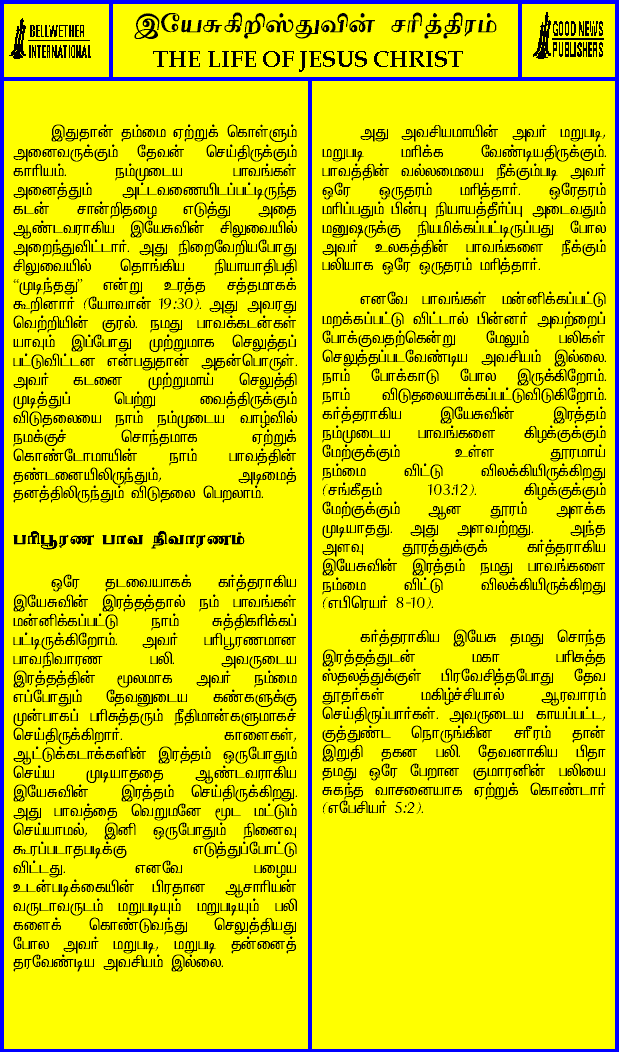 BELLWETHER
INTERNATIONAL
இயேசுகிறிஸ்துவின் சரித்திரம்
THE LIFE OF JESUS CHRIST
GOOD NEWS
PUBLISHERS
இதுதான் தம்மை ஏற்றுக் கொள்ளும்
அனைவருக்கும் தேவன் செய்திருக்கும்
காரியம். நம்முடைய பாவங்கள்
அனைத்தும் அட்டவணையிடப்பட்டிருந்த
கடன் சான்றிதழை எடுத்து அதை
ஆண்டவராகிய இயேசுவின் சிலுவையில்
அறைந்துவிட்டார். அது நிறைவேறியபோது
சிலுவையில் தொங்கிய நியாயாதிபதி
“முடிந்தது” என்று உரத்த சத்தமாகக்
கூறினார் (யோவான் 19:30). அது அவரது
வெற்றியின் குரல். நமது பாவக்கடன்கள்
யாவும் இப்போது முற்றுமாக செலுத்தப்
பட்டுவிட்டன என்பதுதான் அதன்பொருள்.
அவர் கடனை முற்றுமாய் செலுத்தி
முடித்துப் பெற்று வைத்திருக்கும்
விடுதலையை நாம் நம்முடைய வாழ்வில்
நமக்குச் சொந்தமாக ஏற்றுக்
கொண்டோமாயின் நாம் பாவத்தின்
தண்டனையிலிருந்தும், அடிமைத்
தனத்திலிருந்தும் விடுதலை பெறலாம்.
பரிபூரண பாவ நிவாரணம்
ஒரே தடவையாகக் கர்த்தராகிய
இயேசுவின் இரத்தத்தால் நம் பாவங்கள்
மன்னிக்கப்பட்டு நாம் சுத்திகரிக்கப்
பட்டிருக்கிறோம். அவர் பரிபூரணமான
பாவநிவாரண பலி. அவருடைய
இரத்தத்தின் மூலமாக அவர் நம்மை
எப்போதும் தேவனுடைய கண்களுக்கு
முன்பாகப் பரிசுத்தரும் நீதிமான்களுமாகச்
செய்திருக்கிறார். காளைகள்,
ஆட்டுக்கடாக்களின் இரத்தம் ஒருபோதும்
செய்ய முடியாததை ஆண்டவராகிய
இயேசுவின் இரத்தம் செய்திருக்கிறது.
அது பாவத்தை வெறுமனே மூட மட்டும்
செய்யாமல், இனி ஒருபோதும் நினைவு
கூரப்படாதபடிக்கு எடுத்துப்போட்டு
விட்டது. எனவே பழைய
உடன்படிக்கையின் பிரதான ஆசாரியன்
வருடாவருடம் மறுபடியும் மறுபடியும் பலி
களைக் கொண்டுவந்து செலுத்தியது
போல அவர் மறுபடி, மறுபடி தன்னைத்
தரவேண்டிய அவசியம் இல்லை.
அது அவசியமாயின் அவர் மறுபடி,
மறுபடி மரிக்க வேண்டியதிருக்கும்.
பாவத்தின் வல்லமையை நீக்கும்படி அவர்
ஒரே ஒருதரம் மரித்தார். ஒரேதரம்
மரிப்பதும் பின்பு நியாயத்தீர்ப்பு அடைவதும்
மனுஷருக்கு நியமிக்கப்பட்டிருப்பது போல
அவர் உலகத்தின் பாவங்களை நீக்கும்
பலியாக ஒரே ஒருதரம் மரித்தார்.
எனவே பாவங்கள் மன்னிக்கப்பட்டு
மறக்கப்பட்டு விட்டால் பின்னர் அவற்றைப்
போக்குவதற்கென்று மேலும் பலிகள்
செலுத்தப்படவேண்டிய அவசியம் இல்லை.
நாம் போக்காடு போல இருக்கிறோம்.
நாம் விடுதலையாக்கப்பட்டுவிடுகிறோம்.
கர்த்தராகிய இயேசுவின் இரத்தம்
நம்முடைய பாவங்களை கிழக்குக்கும்
மேற்குக்கும் உள்ள தூரமாய்
நம்மை விட்டு விலக்கியிருக்கிறது
(சங்கீதம் 103:12). கிழக்குக்கும்
மேற்குக்கும் ஆன தூரம் அளக்க
முடியாதது. அது அளவற்றது. அந்த
அளவு தூரத்துக்குக் கர்த்தராகிய
இயேசுவின் இரத்தம் நமது பாவங்களை
நம்மை விட்டு விலக்கியிருக்கிறது
(எபிரெயர் 8-10).
கர்த்தராகிய இயேசு தமது சொந்த
இரத்தத்துடன் மகா பரிசுத்த
ஸ்தலத்துக்குள் பிரவேசித்தபோது தேவ
தூதர்கள் மகிழ்ச்சியால் ஆரவாரம்
செய்திருப்பார்கள். அவருடைய காயப்பட்ட,
குத்துண்ட நொருங்கின சரீரம் தான்
இறுதி தகன பலி. தேவனாகிய பிதா
தமது ஒரே பேறான குமாரனின் பலியை
சுகந்த வாசனையாக ஏற்றுக் கொண்டார்
(எபேசியர் 5:2).